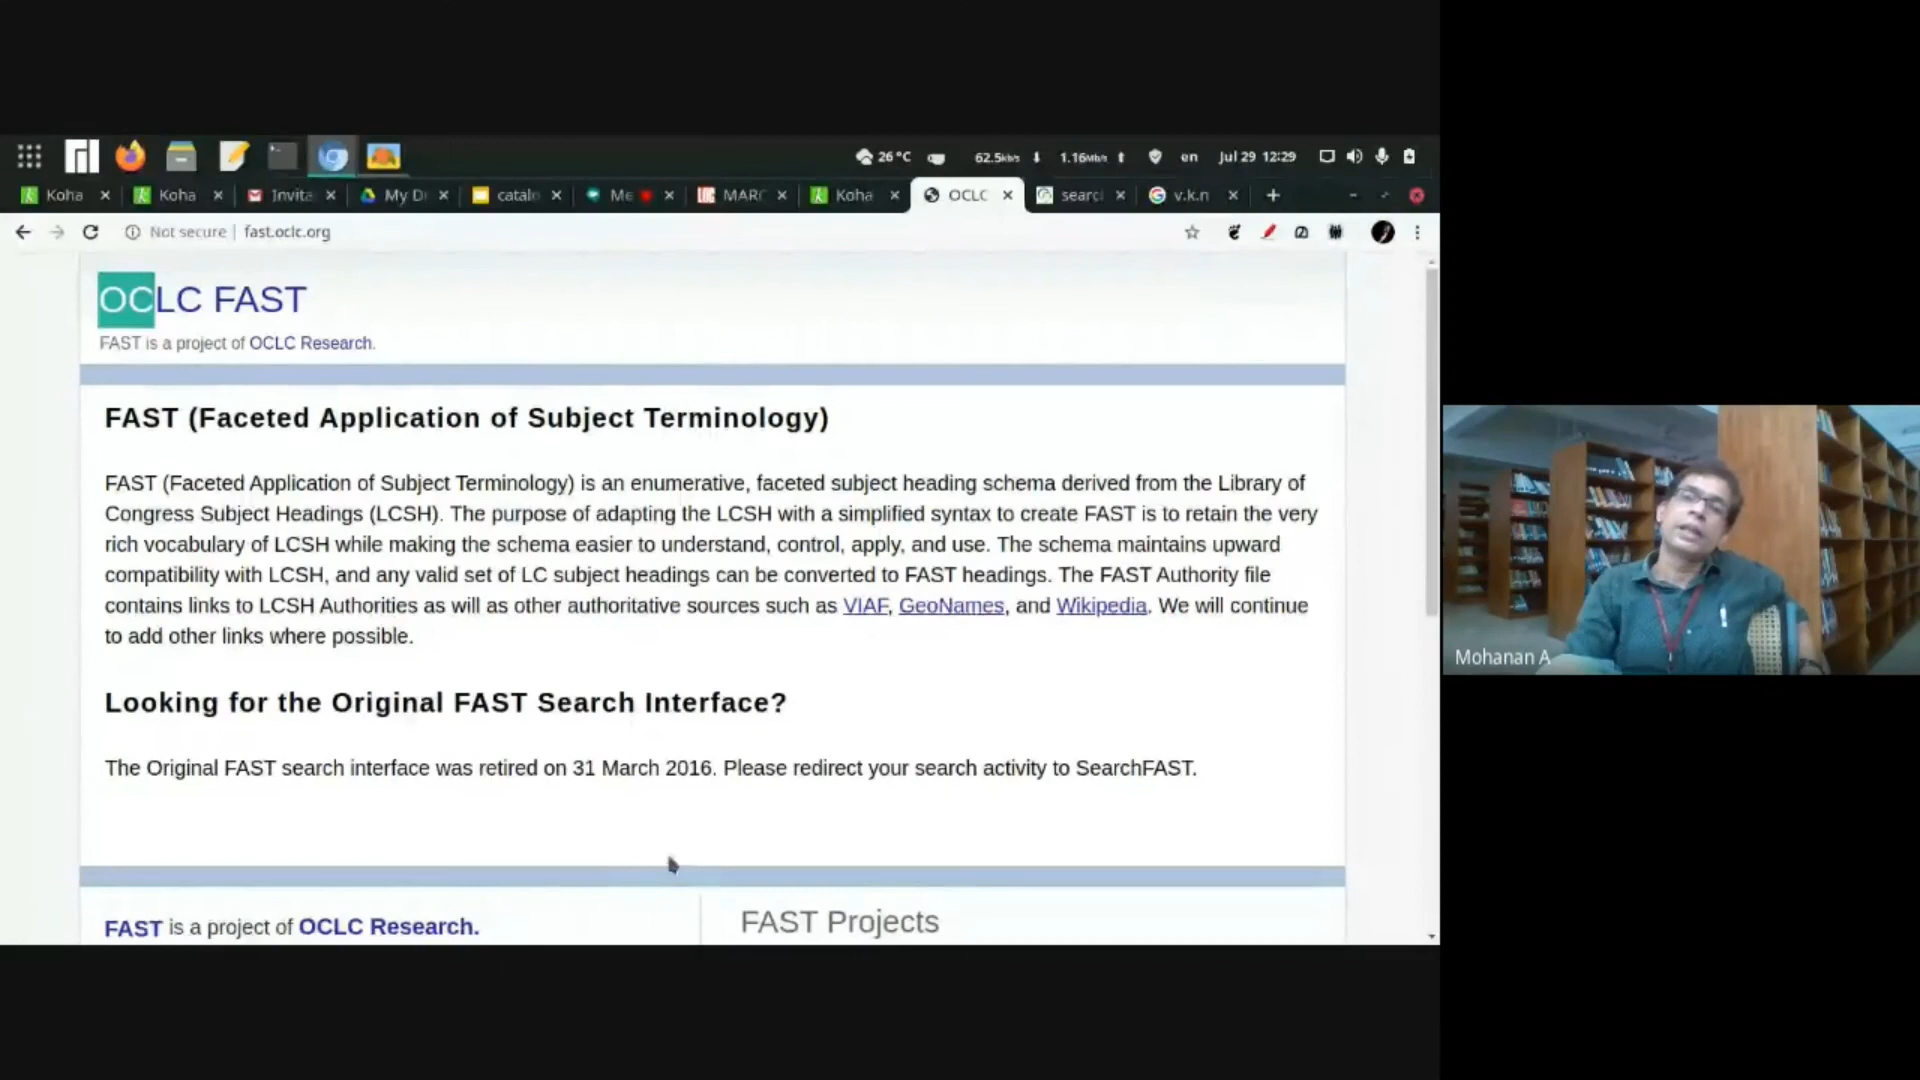 26°C 62.5kb/s 1.16Mb/s en Jul 29 12:29
Koha Koha Invita My Dr catalo Me MARC Koha OCLC search v.k.n
Not secure fast.oclc.org
OCLC FAST
FAST is a project of OCLC Research.
FAST (Faceted Application of Subject Terminology)
FAST (Faceted Application of Subject Terminology) is an enumerative, faceted subject heading schema derived from the Library of
Congress Subject Headings (LCSH). The purpose of adapting the LCSH with a simplified syntax to create FAST is to retain the very
rich vocabulary of LCSH while making the schema easier to understand, control, apply, and use. The schema maintains upward
compatibility with LCSH, and any valid set of LC subject headings can be converted to FAST headings. The FAST Authority file
contains links to LCSH Authorities as will as other authoritative sources such as VIAF, GeoNames, and Wikipedia. We will continue
to add other links where possible.
Looking for the Original FAST Search Interface?
The Original FAST search interface was retired on 31 March 2016. Please redirect your search activity to SearchFAST.
FAST is a project of OCLC Research.
FAST Projects
Mohanan A